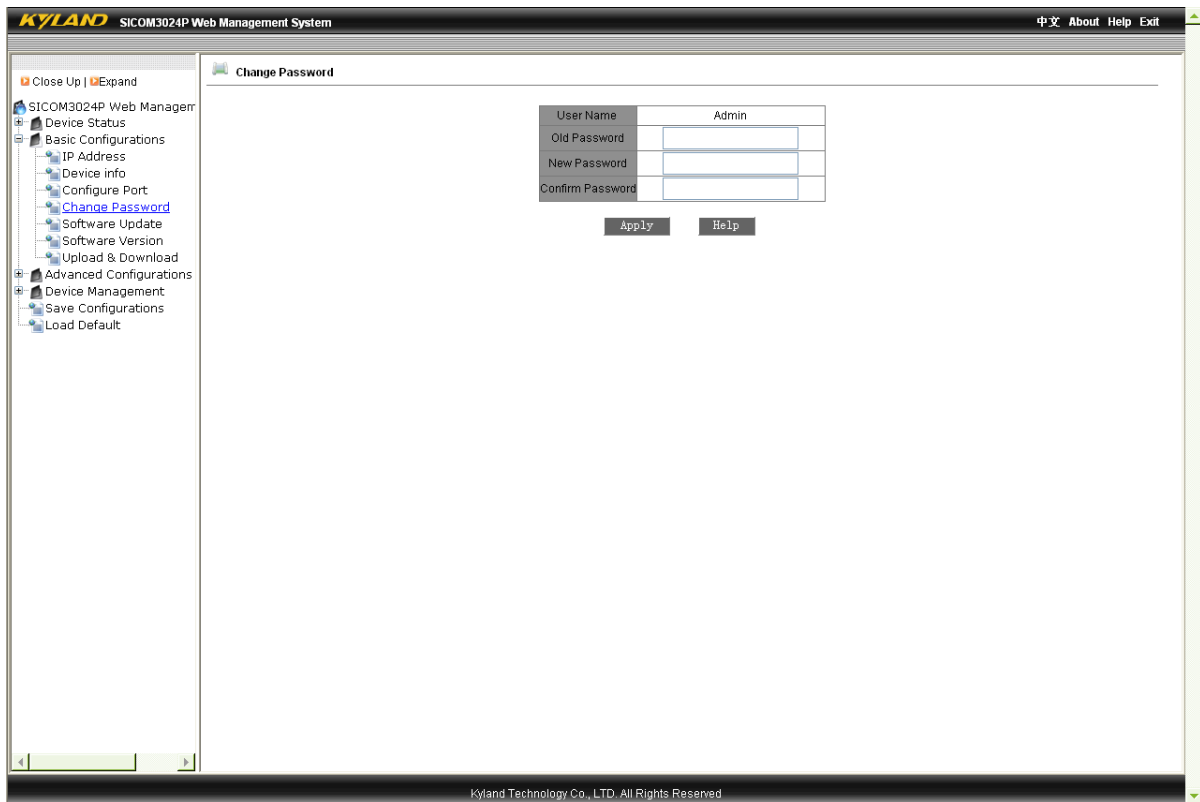 KYLAND SICOM3024P Web Management System 中文 About Help Exit
Close Up | Expand
SICOM3024P Web Managem
Device Status
Basic Configurations
IP Address
Device info
Configure Port
Change Password
Software Update
Software Version
Upload & Download
Advanced Configurations
Device Management
Save Configurations
Load Default
Change Password
User Name Admin
Old Password
New Password
Confirm Password
Apply Help
Kyland Technology Co., LTD. All Rights Reserved